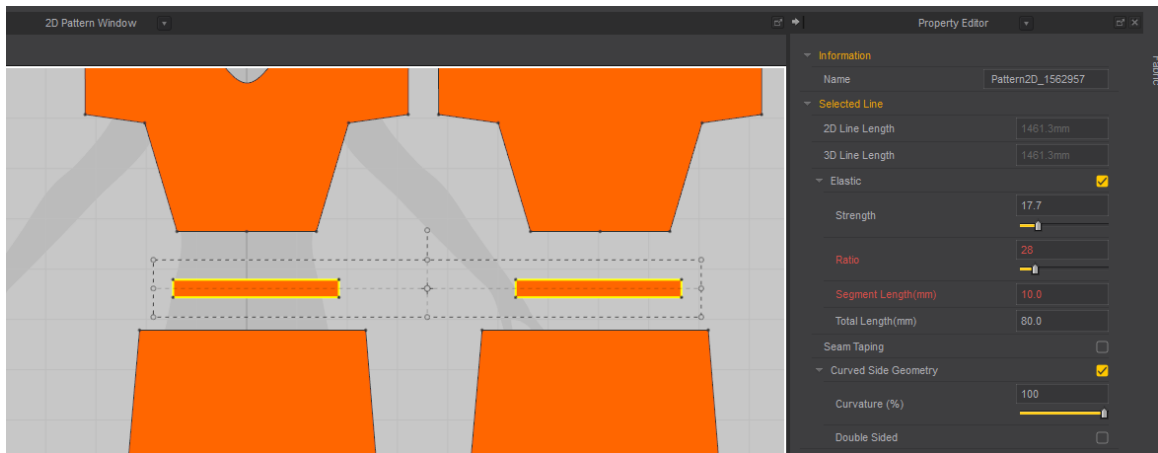 2D Pattern Window
Property Editor
Information
Name Pattern2D_1562957
Selected Line
2D Line Length 1461.3mm
3D Line Length 1461.3mm
Elastic
Strength 17.7
Ratio 28
Segment Length(mm) 10.0
Total Length(mm) 80.0
Seam Taping
Curved Side Geometry
Curvature (%) 100
Double Sided
Fabric